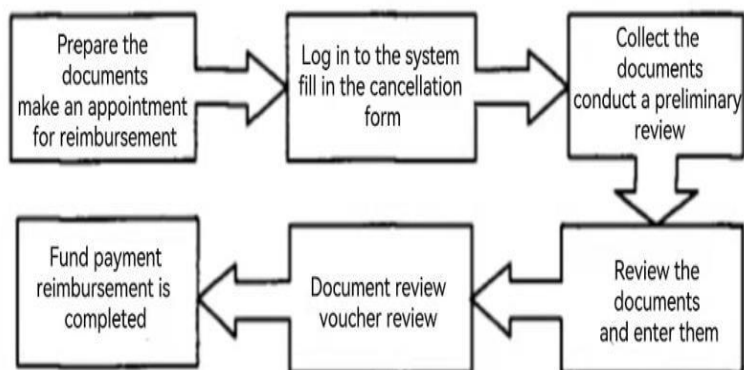 Prepare the
documents
make an appointment
for reimbursement
Log in to the system
fill in the cancellation
form
Collect the
documents
conduct a preliminary
review
Review the
documents
and enter them
Document review
voucher review
Fund payment
reimbursement is
completed